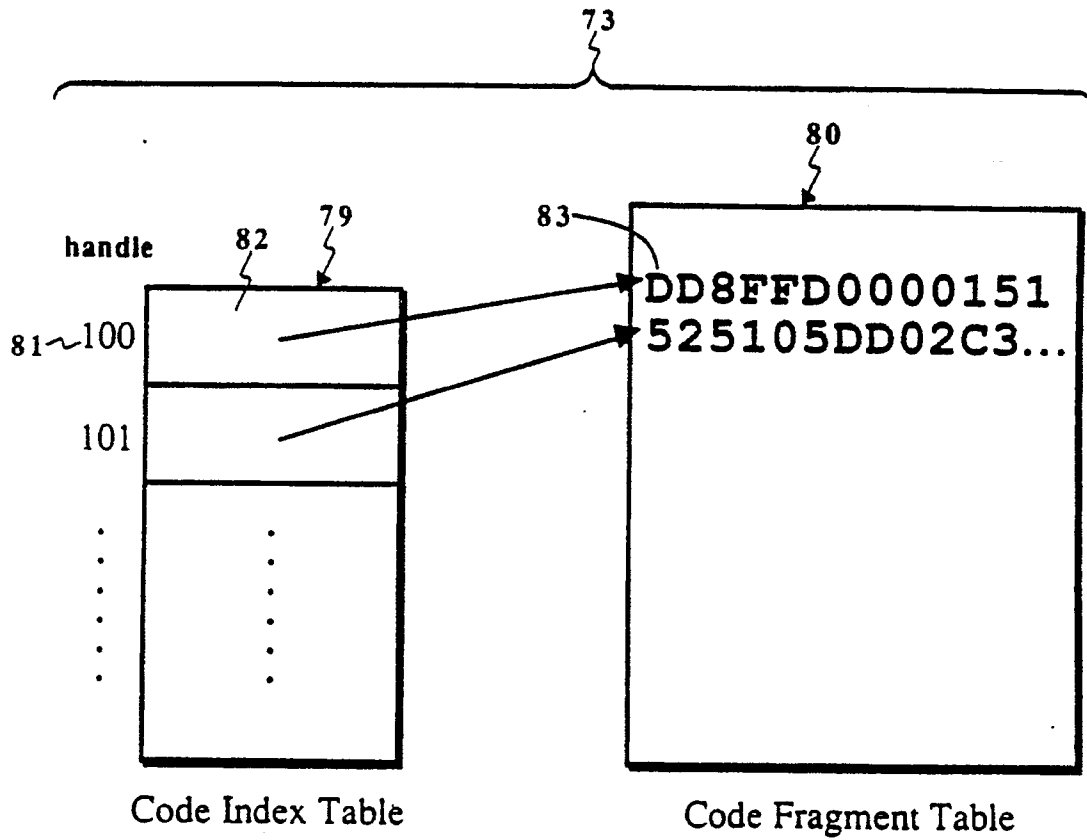 73
80
83
79
82
handle
DD8FFD0000151
81 100
525105DD02C3...
101
Code Index Table
Code Fragment Table